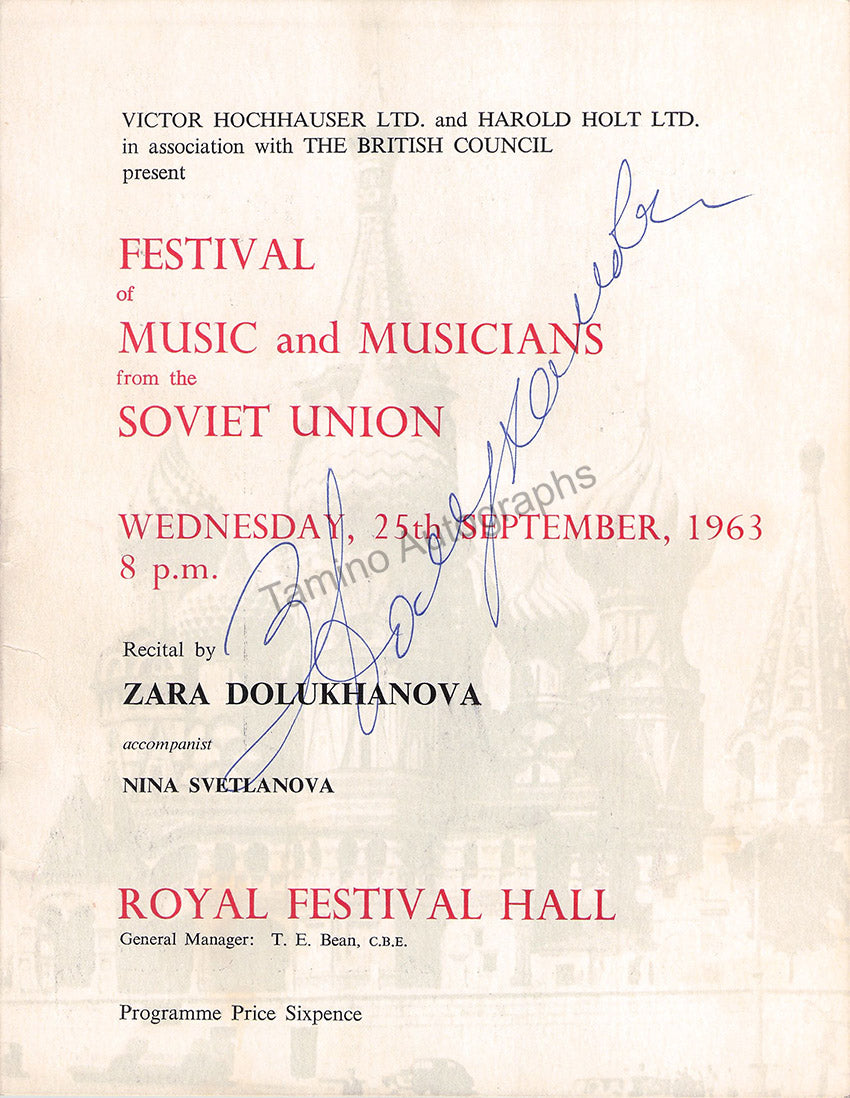 VICTOR HOCHHAUSER LTD. and HAROLD HOLT LTD.
in association with THE BRITISH COUNCIL
present
FESTIVAL
of
MUSIC and MUSICIANS
from the
SOVIET UNION
WEDNESDAY, 25th SEPTEMBER, 1963
8 p.m.
Tamino Autographs
Recital by
ZARA DOLUKHANOVA
accompanist
NINA SVETLANOVA
ROYAL FESTIVAL HALL
General Manager: T. E. Bean, C.B.E.
Programme Price Sixpence